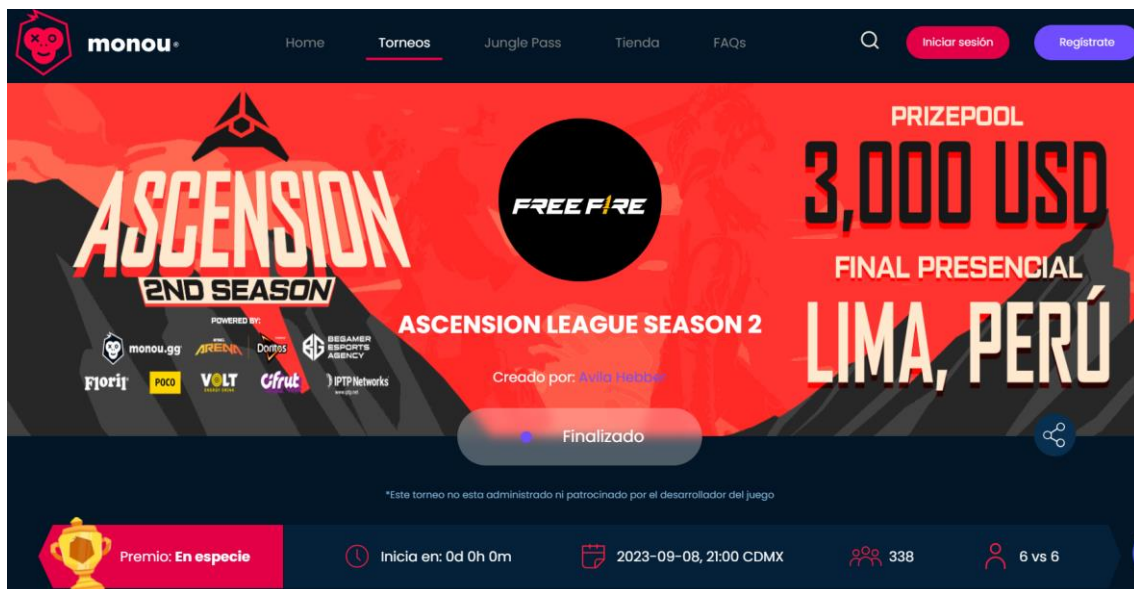 monou
Home
Torneos
Jungle Pass
Tienda
FAQs
Iniciar sesión
Regístrate
ASCENSION
2ND SEASON
POWERED BY:
monou.gg
ARENA
Doritos
BEGAMER
ESPORTS
AGENCY
Floril
POCO
VOLT
Cifrut
IPTP Networks
FREE FIRE
ASCENSION LEAGUE SEASON 2
Creado por: Avila Hebber
PRIZEPOOL
3,000 USD
FINAL PRESENCIAL
LIMA, PERÚ
Finalizado
*Este torneo no esta administrado ni patrocinado por el desarrollador del juego
Premio: En especie
Inicia en: 0d 0h 0m
2023-09-08, 21:00 CDMX
338
6 vs 6